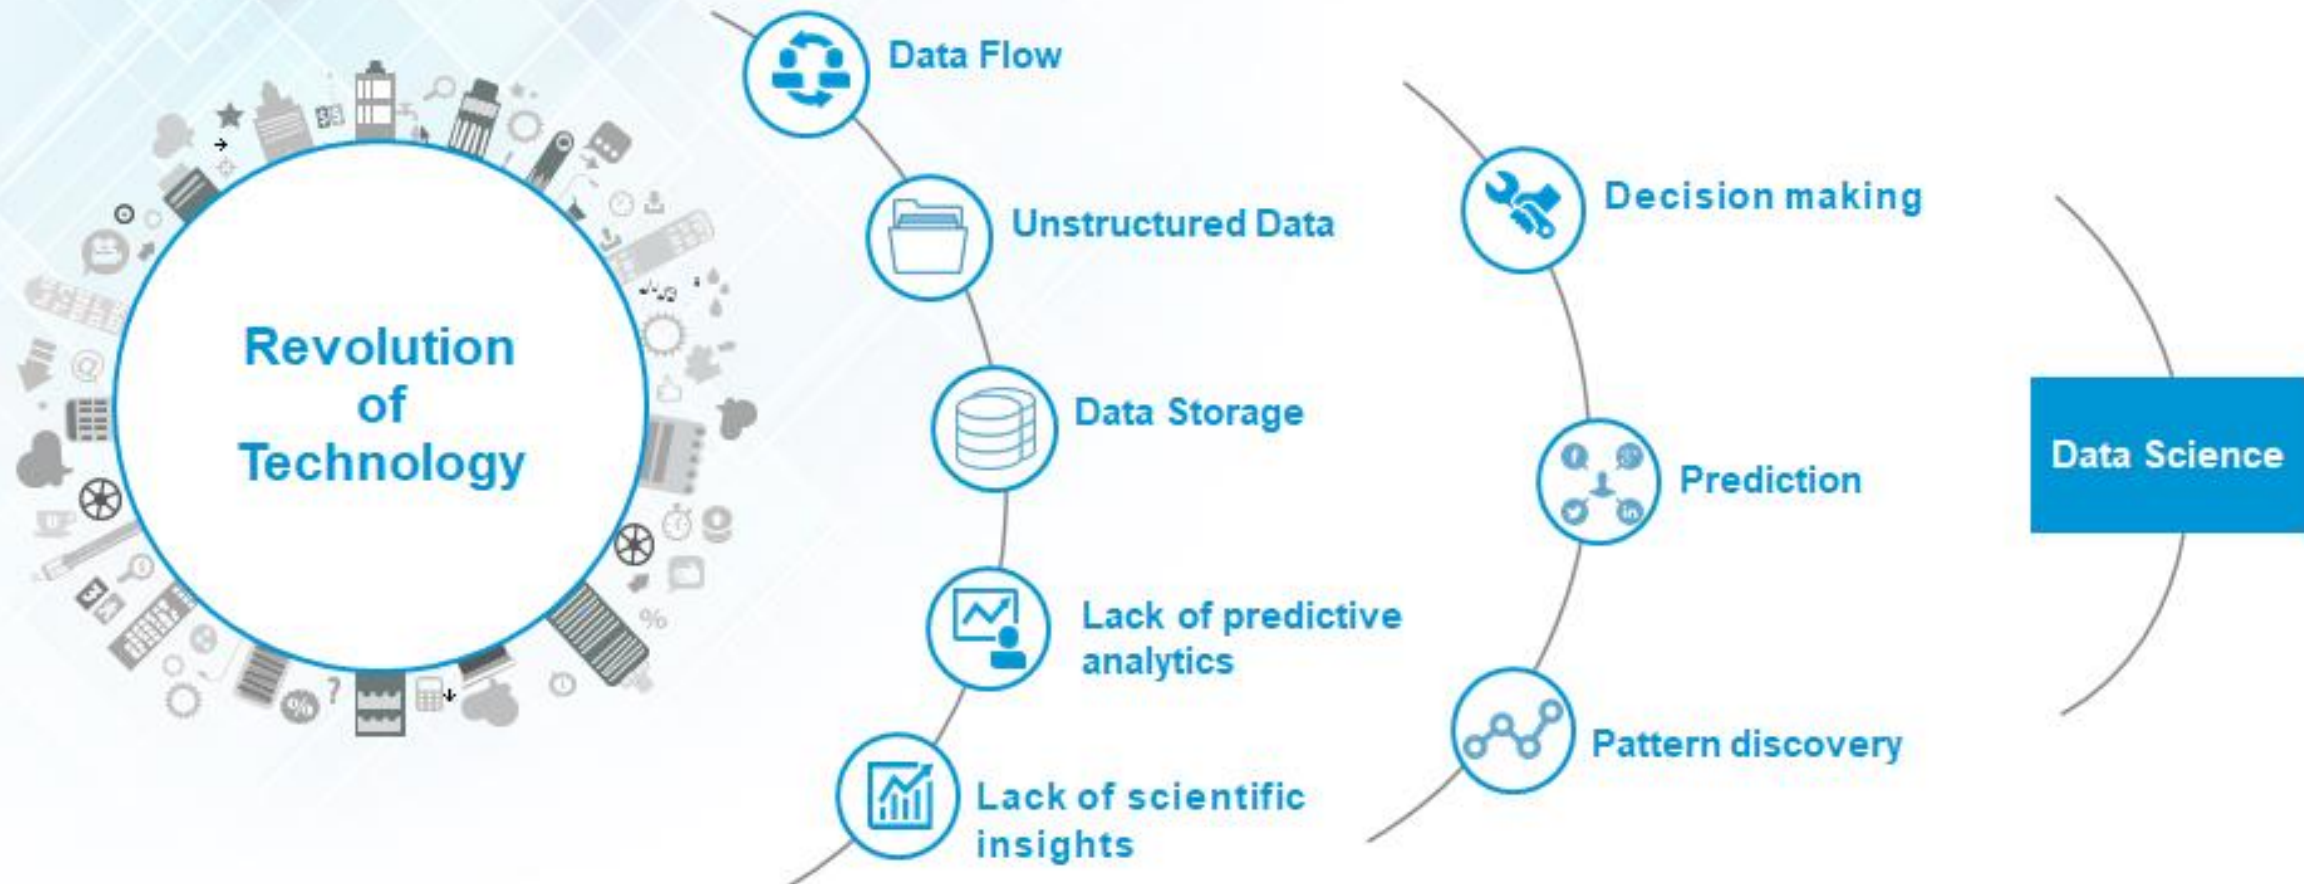 Revolution
of
Technology
Data Flow
Unstructured Data
Data Storage
Lack of predictive
analytics
Lack of scientific
insights
Decision making
Prediction
Pattern discovery
Data Science